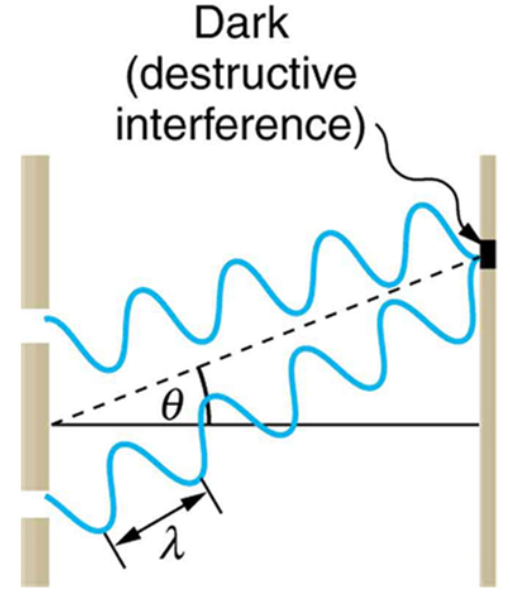 Dark
(destructive
interference)
θ
λ